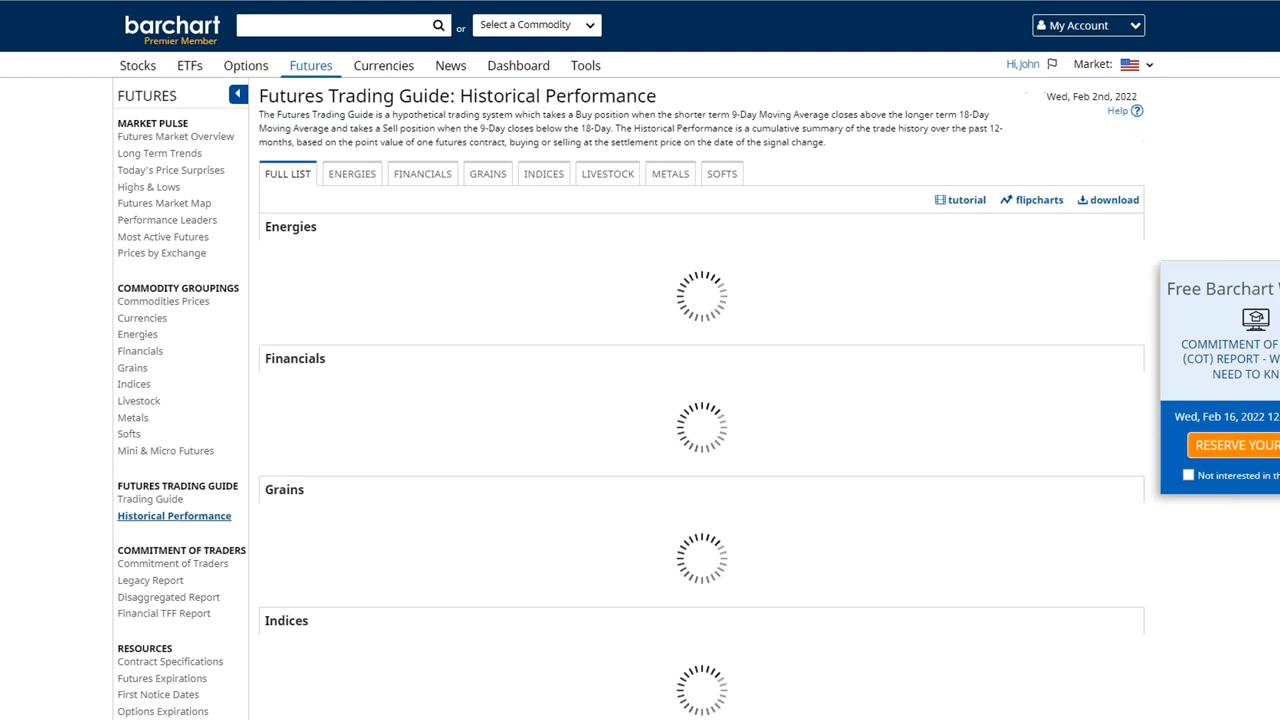 barchart
Premier Member
or
Select a Commodity
My Account
Stocks ETFs Options Futures Currencies News Dashboard Tools
Hi, John Market:
FUTURES
MARKET PULSE
Futures Market Overview
Long Term Trends
Today's Price Surprises
Highs & Lows
Futures Market Map
Performance Leaders
Most Active Futures
Prices by Exchange
COMMODITY GROUPINGS
Commodities Prices
Currencies
Energies
Financials
Grains
Indices
Livestock
Metals
Softs
Mini & Micro Futures
FUTURES TRADING GUIDE
Trading Guide
Historical Performance
COMMITMENT OF TRADERS
Commitment of Traders
Legacy Report
Disaggregated Report
Financial TFF Report
RESOURCES
Contract Specifications
Futures Expirations
First Notice Dates
Options Expirations
Futures Trading Guide: Historical Performance
Wed, Feb 2nd, 2022
Help ?
The Futures Trading Guide is a hypothetical trading system which takes a Buy position when the shorter term 9-Day Moving Average closes above the longer term 18-Day
Moving Average and takes a Sell position when the 9-Day closes below the 18-Day. The Historical Performance is a cumulative summary of the trade history over the past 12-
months, based on the point value of one futures contract, buying or selling at the settlement price on the date of the signal change.
FULL LIST ENERGIES FINANCIALS GRAINS INDICES LIVESTOCK METALS SOFTS
tutorial flipcharts download
Energies
Financials
Grains
Indices
Free Barchart
COMMITMENT OF
(COT) REPORT - W
NEED TO KN
Wed, Feb 16, 2022 12
RESERVE YOUR
Not interested in th